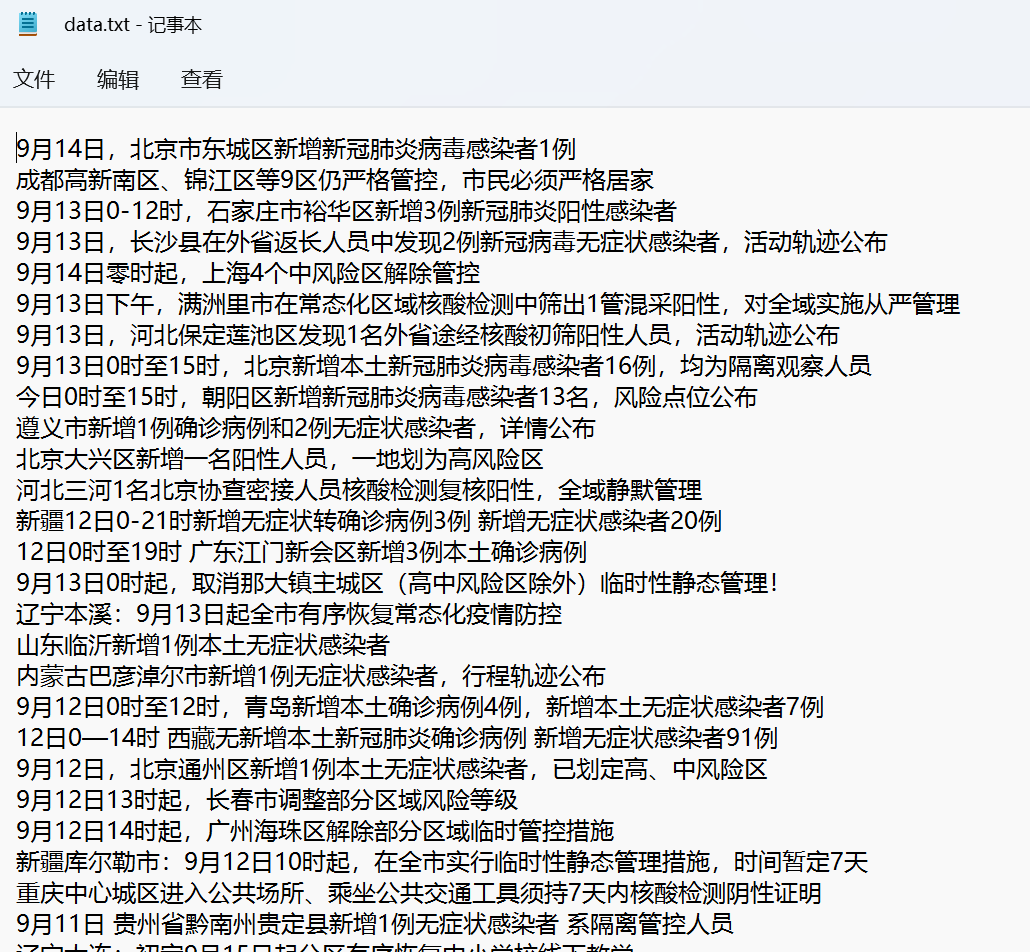 data.txt - 记事本
文件 编辑 查看
9月14日，北京市东城区新增新冠肺炎病毒感染者1例
成都高新南区、锦江区等9区仍严格管控，市民必须严格居家
9月13日0-12时，石家庄市裕华区新增3例新冠肺炎阳性感染者
9月13日，长沙县在外省返长人员中发现2例新冠病毒无症状感染者，活动轨迹公布
9月14日零时起，上海4个中风险区解除管控
9月13日下午，满洲里市在常态化区域核酸检测中筛出1管混采阳性，对全域实施从严管理
9月13日，河北保定莲池区发现1名外省途经核酸初筛阳性人员，活动轨迹公布
9月13日0时至15时，北京新增本土新冠肺炎病毒感染者16例，均为隔离观察人员
今日0时至15时，朝阳区新增新冠肺炎病毒感染者13名，风险点位公布
遵义市新增1例确诊病例和2例无症状感染者，详情公布
北京大兴区新增一名阳性人员，一地划为高风险区
河北三河1名北京协查密接人员核酸检测复核阳性，全域静默管理
新疆12日0-21时新增无症状转确诊病例3例 新增无症状感染者20例
12日0时至19时 广东江门新会区新增3例本土确诊病例
9月13日0时起，取消那大镇主城区（高中风险区除外）临时性静态管理！
辽宁本溪：9月13日起全市有序恢复常态化疫情防控
山东临沂新增1例本土无症状感染者
内蒙古巴彦淖尔市新增1例无症状感染者，行程轨迹公布
9月12日0时至12时，青岛新增本土确诊病例4例，新增本土无症状感染者7例
12日0—14时 西藏无新增本土新冠肺炎确诊病例 新增无症状感染者91例
9月12日，北京通州区新增1例本土无症状感染者，已划定高、中风险区
9月12日13时起，长春市调整部分区域风险等级
9月12日14时起，广州海珠区解除部分区域临时管控措施
新疆库尔勒市：9月12日10时起，在全市实行临时性静态管理措施，时间暂定7天
重庆中心城区进入公共场所、乘坐公共交通工具须持7天内核酸检测阴性证明
9月11日 贵州省黔南州贵定县新增1例无症状感染者 系隔离管控人员
辽宁大连：初定9月15日起分区有序恢复中小学校线下教学